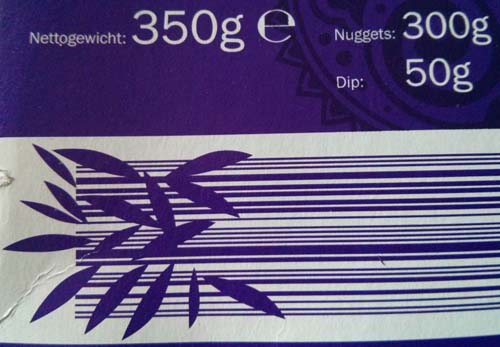 Nettogewicht: 350g ℮ Nuggets: 300g
Dip: 50g